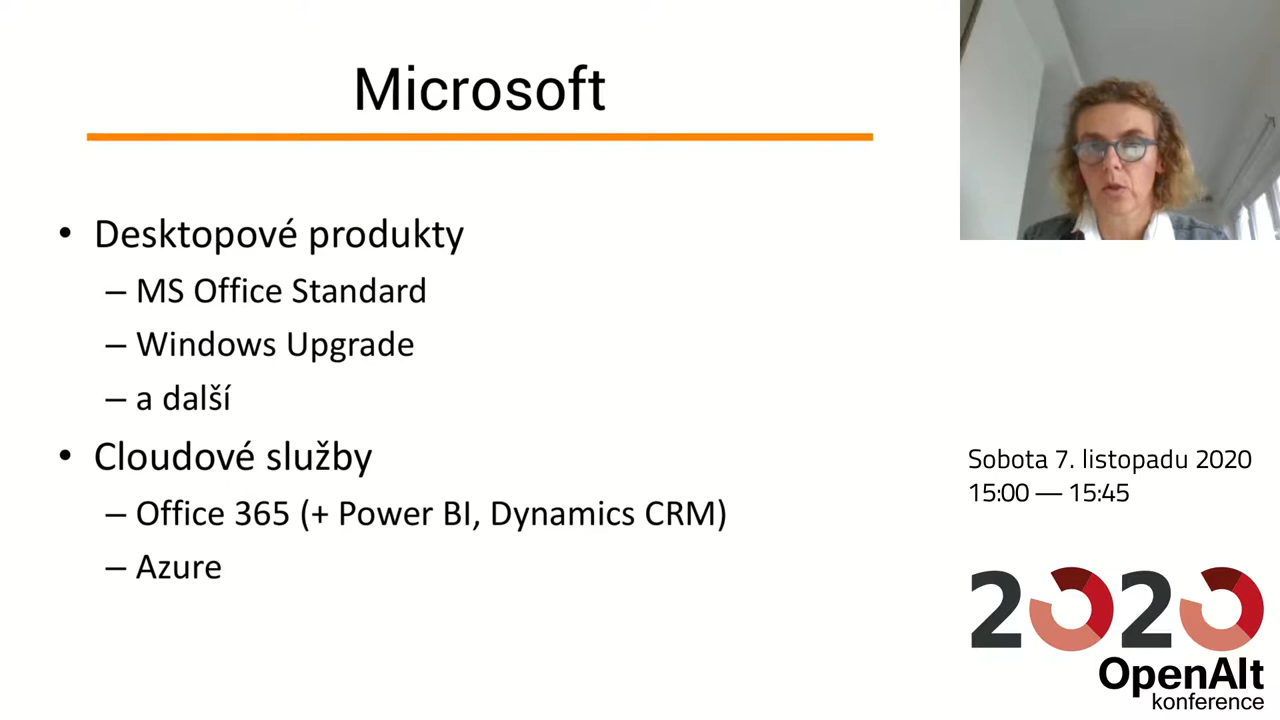 Microsoft
• Desktopové produkty
– MS Office Standard
– Windows Upgrade
– a další
• Cloudové služby
– Office 365 (+ Power BI, Dynamics CRM)
– Azure
Sobota 7. listopadu 2020
15:00 — 15:45
2020
OpenAlt
konference